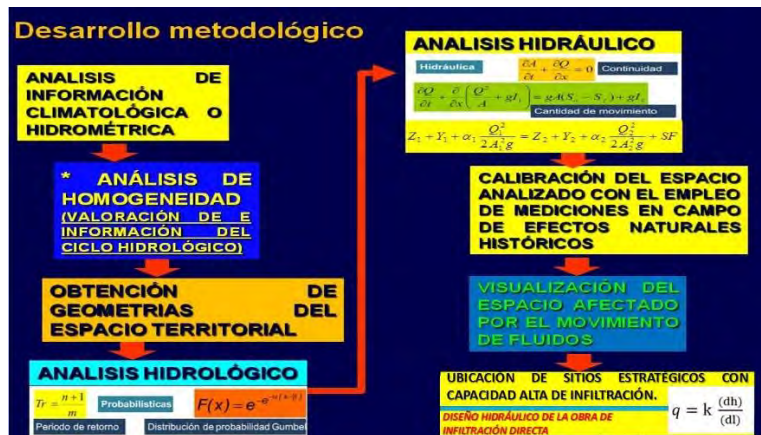 Desarrollo metodológico
ANALISIS DE
INFORMACIÓN
CLIMATOLÓGICA O
HIDROMÉTRICA
* ANÁLISIS DE
HOMOGENEIDAD
(VALORACIÓN DE E
INFORMACIÓN DEL
CICLO HIDROLÓGICO)
OBTENCIÓN DE
GEOMETRIAS DEL
ESPACIO TERRITORIAL
ANALISIS HIDROLÓGICO
Tr = n+1 / m
Probabilísticas
F(x) = e^-e^-α(x-β)
Periodo de retorno
Distribución de probabilidad Gumbel
ANALISIS HIDRÁULICO
Hidráulica
∂A/∂t + ∂Q/∂x = 0
Continuidad
∂Q/∂t + ∂/∂x (Q²/A + gI₁) = gA(S₀ − S_f) + gI₂
Cantidad de movimiento
Z₁ + Y₁ + α₁ Q₁²/2A₁²g = Z₂ + Y₂ + α₂ Q₂²/2A₂²g + SF
CALIBRACIÓN DEL ESPACIO
ANALIZADO CON EL EMPLEO
DE MEDICIONES EN CAMPO
DE EFECTOS NATURALES
HISTÓRICOS
VISUALIZACIÓN DEL
ESPACIO AFECTADO
POR EL MOVIMIENTO
DE FLUIDOS
UBICACIÓN DE SITIOS ESTRATÉGICOS CON
CAPACIDAD ALTA DE INFILTRACIÓN.
DISEÑO HIDRÁULICO DE LA OBRA DE
INFILTRACIÓN DIRECTA
q = k (dh)/(dl)